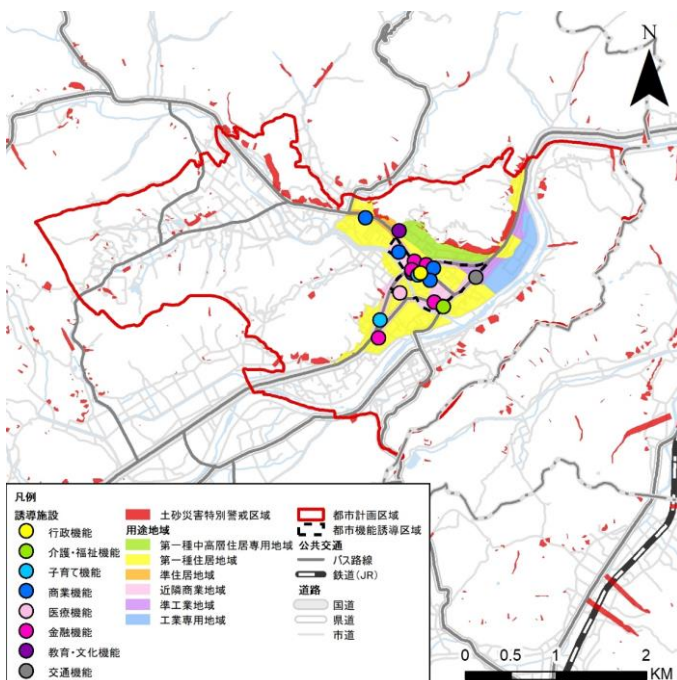 N
凡例
誘導施設
行政機能
介護・福祉機能
子育て機能
商業機能
医療機能
金融機能
教育・文化機能
交通機能
土砂災害特別警戒区域
用途地域
第一種中高層住居専用地域
第一種住居地域
準住居地域
近隣商業地域
準工業地域
工業専用地域
都市計画区域
都市機能誘導区域
公共交通
バス路線
鉄道(JR)
道路
国道
県道
市道
0 0.5 1 2
KM